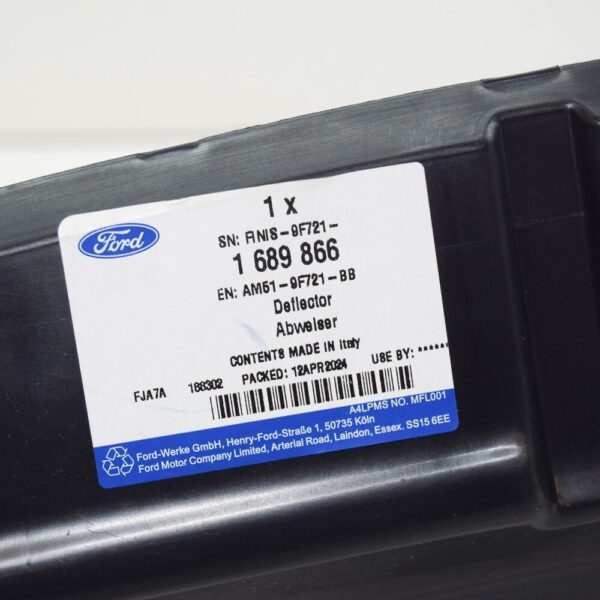 1 x
SN: FINIS-9F721-
Ford
1 689 866
EN: AM51-9F721-BB
Deflector
Abweiser
CONTENTS MADE IN Italy
FJA7A 168302 PACKED: 12APR2024 USE BY: ******
A4LPMS NO. MFL001
Ford-Werke GmbH, Henry-Ford-Straße 1, 50735 Köln
Ford Motor Company Limited, Arterial Road, Laindon, Essex. SS15 6EE